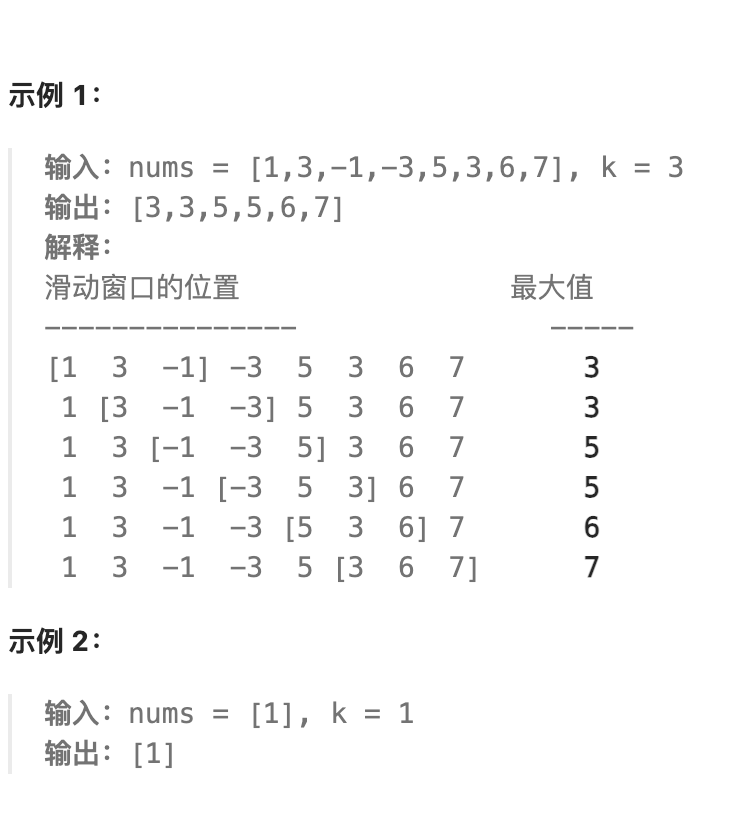 示例 1：
输入：nums = [1,3,-1,-3,5,3,6,7], k = 3
输出：[3,3,5,5,6,7]
解释：
滑动窗口的位置                最大值
---------------               -----
[1  3  -1] -3  5  3  6  7       3
 1 [3  -1  -3] 5  3  6  7       3
 1  3 [-1  -3  5] 3  6  7       5
 1  3  -1 [-3  5  3] 6  7       5
 1  3  -1  -3 [5  3  6] 7       6
 1  3  -1  -3  5 [3  6  7]      7
示例 2：
输入：nums = [1], k = 1
输出：[1]